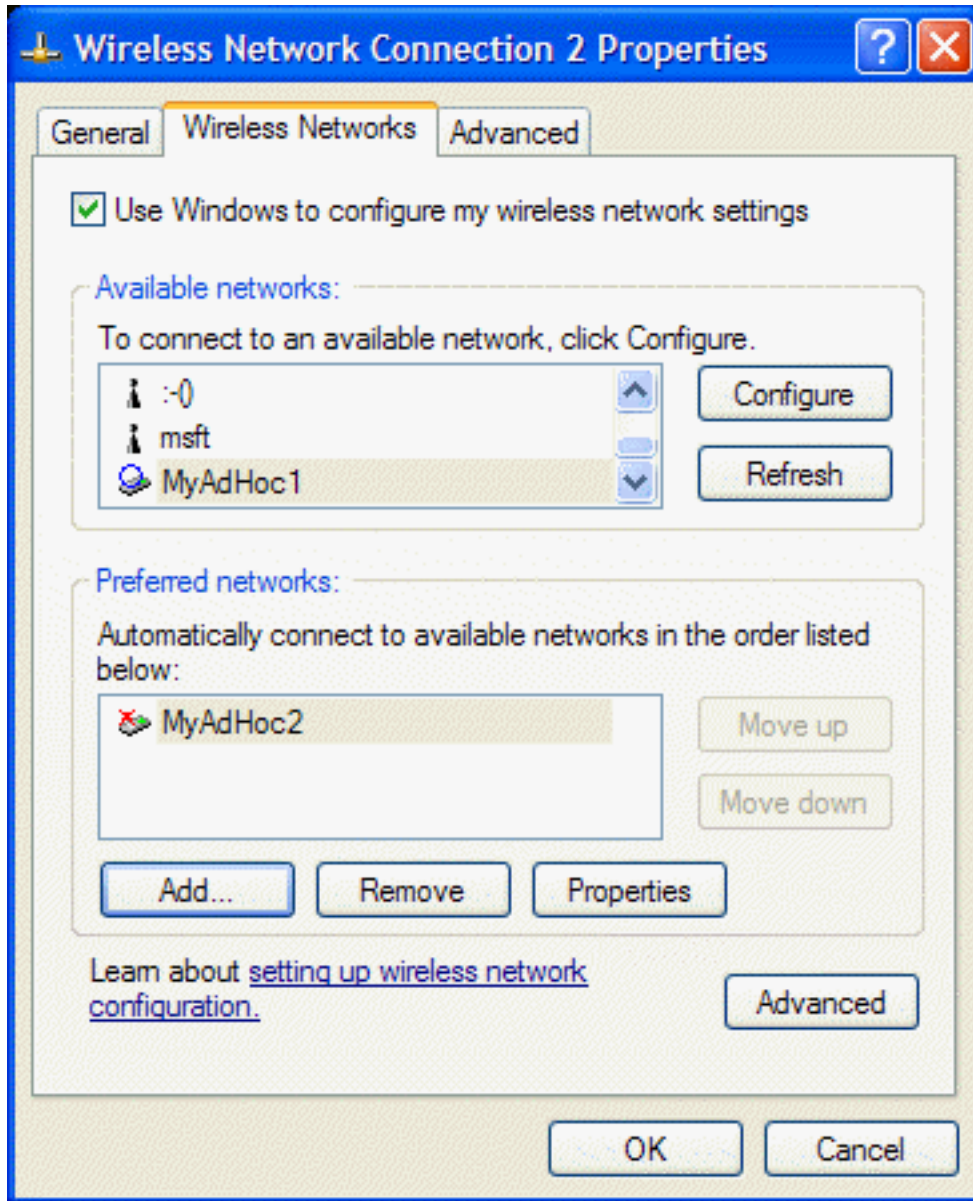 Wireless Network Connection 2 Properties
General Wireless Networks Advanced
Use Windows to configure my wireless network settings
Available networks:
To connect to an available network, click Configure.
:-()
msft
MyAdHoc1
Configure
Refresh
Preferred networks:
Automatically connect to available networks in the order listed
below:
MyAdHoc2
Move up
Move down
Add... Remove Properties
Learn about setting up wireless network
configuration.
Advanced
OK Cancel